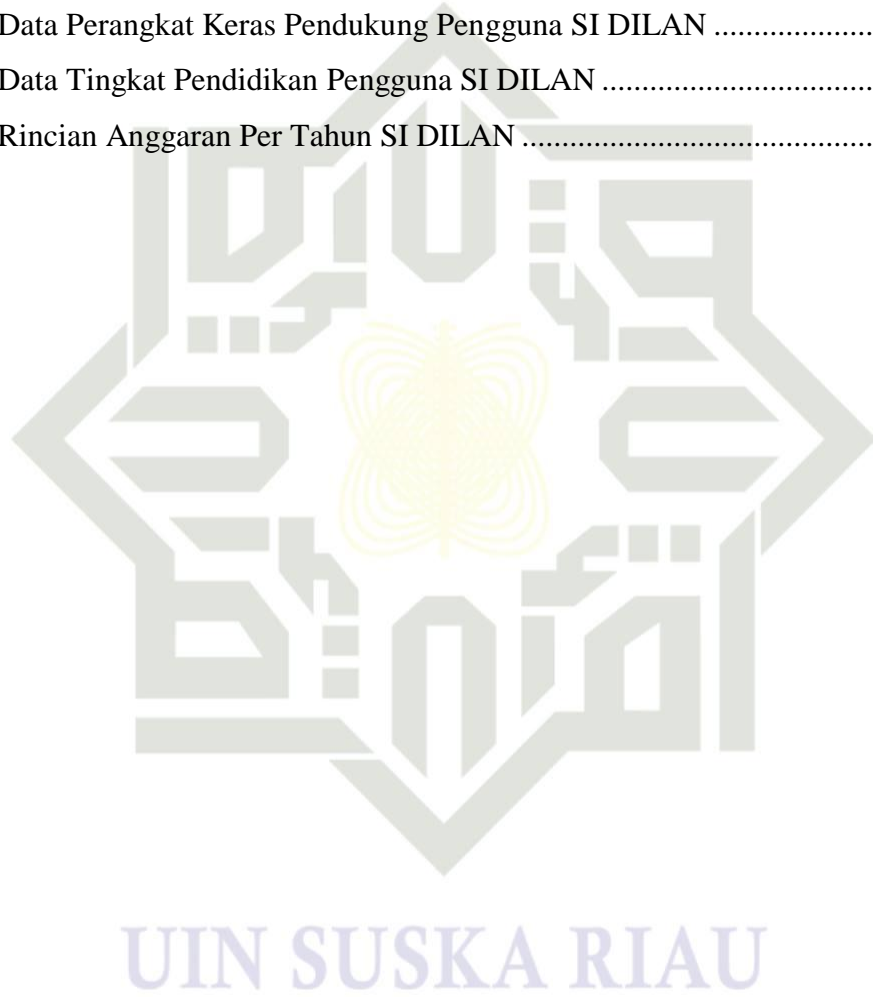 Data Perangkat Keras Pendukung Pengguna SI DILAN ...................
Data Tingkat Pendidikan Pengguna SI DILAN ................................
Rincian Anggaran Per Tahun SI DILAN .........................................
UIN SUSKA RIAU